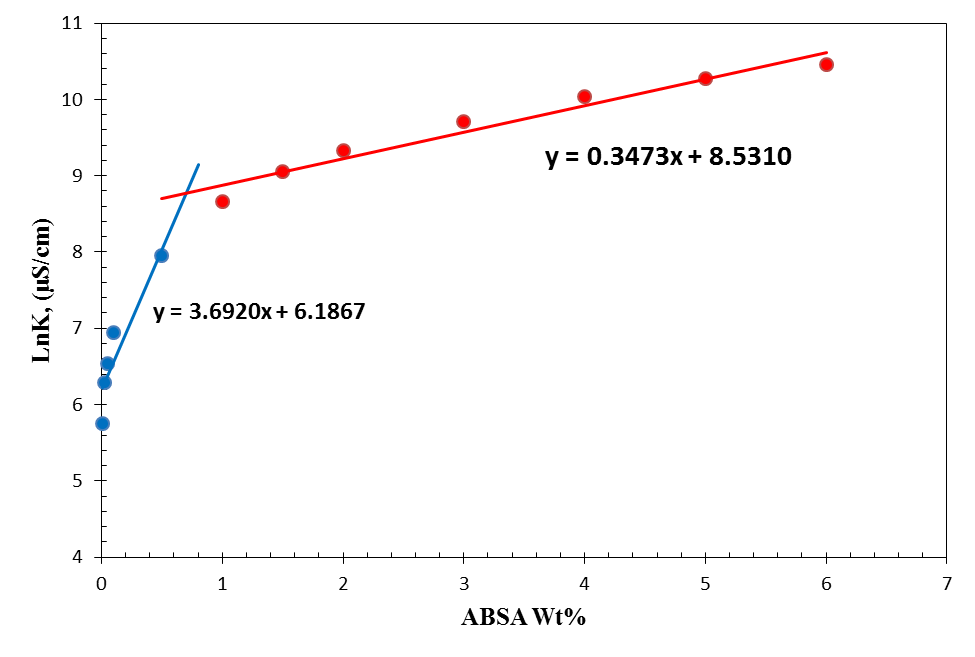 11
10
9
8
7
6
5
4
LnK, (µS/cm)
y = 0.3473x + 8.5310
y = 3.6920x + 6.1867
0 1 2 3 4 5 6 7
ABSA Wt%